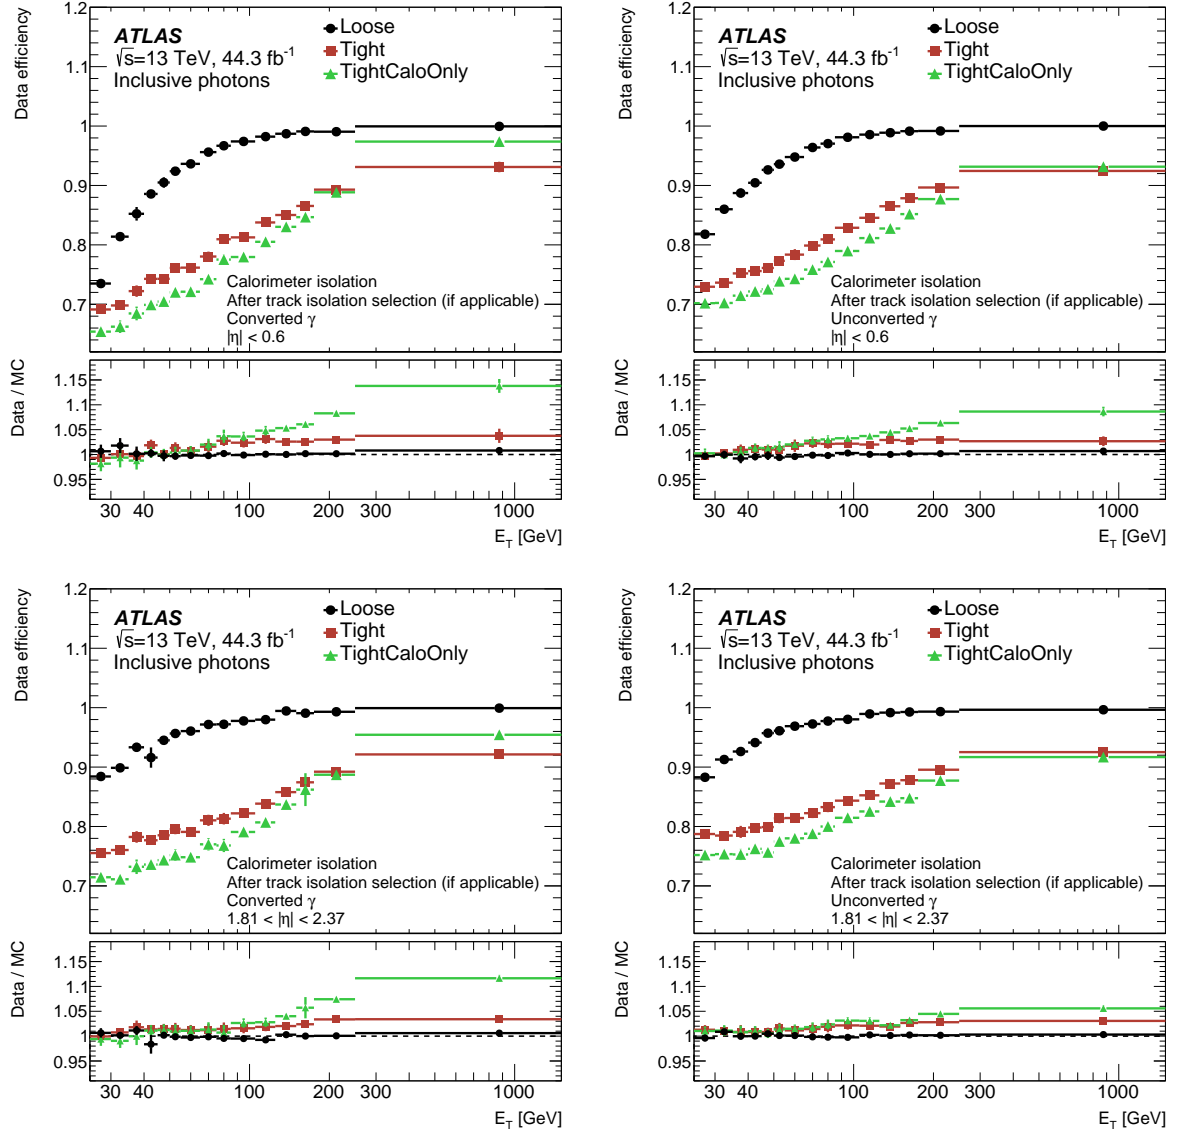 Data efficiency
1.2
1.1
1
0.9
0.8
0.7
ATLAS
√s=13 TeV, 44.3 fb⁻¹
Inclusive photons
Loose
Tight
TightCaloOnly
Calorimeter isolation
After track isolation selection (if applicable)
Converted γ
|η| < 0.6
Data / MC
1.15
1.1
1.05
1
0.95
30 40 100 200 300 1000
E_T [GeV]
Data efficiency
1.2
1.1
1
0.9
0.8
0.7
ATLAS
√s=13 TeV, 44.3 fb⁻¹
Inclusive photons
Loose
Tight
TightCaloOnly
Calorimeter isolation
After track isolation selection (if applicable)
Unconverted γ
|η| < 0.6
Data / MC
1.15
1.1
1.05
1
0.95
30 40 100 200 300 1000
E_T [GeV]
Data efficiency
1.2
1.1
1
0.9
0.8
0.7
ATLAS
√s=13 TeV, 44.3 fb⁻¹
Inclusive photons
Loose
Tight
TightCaloOnly
Calorimeter isolation
After track isolation selection (if applicable)
Converted γ
1.81 < |η| < 2.37
Data / MC
1.15
1.1
1.05
1
0.95
30 40 100 200 300 1000
E_T [GeV]
Data efficiency
1.2
1.1
1
0.9
0.8
0.7
ATLAS
√s=13 TeV, 44.3 fb⁻¹
Inclusive photons
Loose
Tight
TightCaloOnly
Calorimeter isolation
After track isolation selection (if applicable)
Unconverted γ
1.81 < |η| < 2.37
Data / MC
1.15
1.1
1.05
1
0.95
30 40 100 200 300 1000
E_T [GeV]